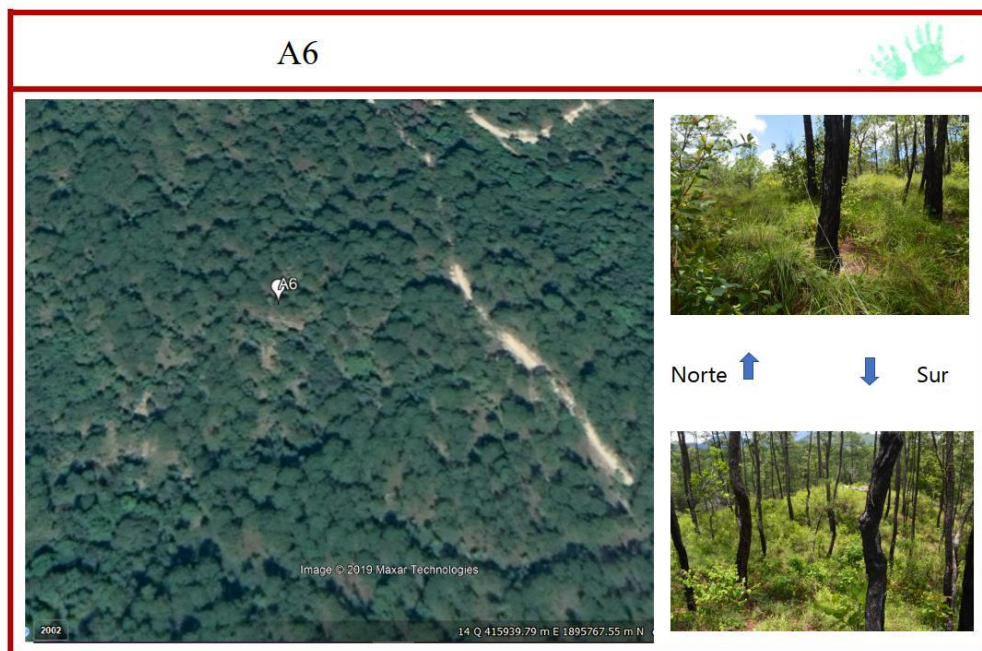 A6
A6
Norte
Sur
Image © 2019 Maxar Technologies
2002
14 Q 415939.79 m E 1895767.55 m N